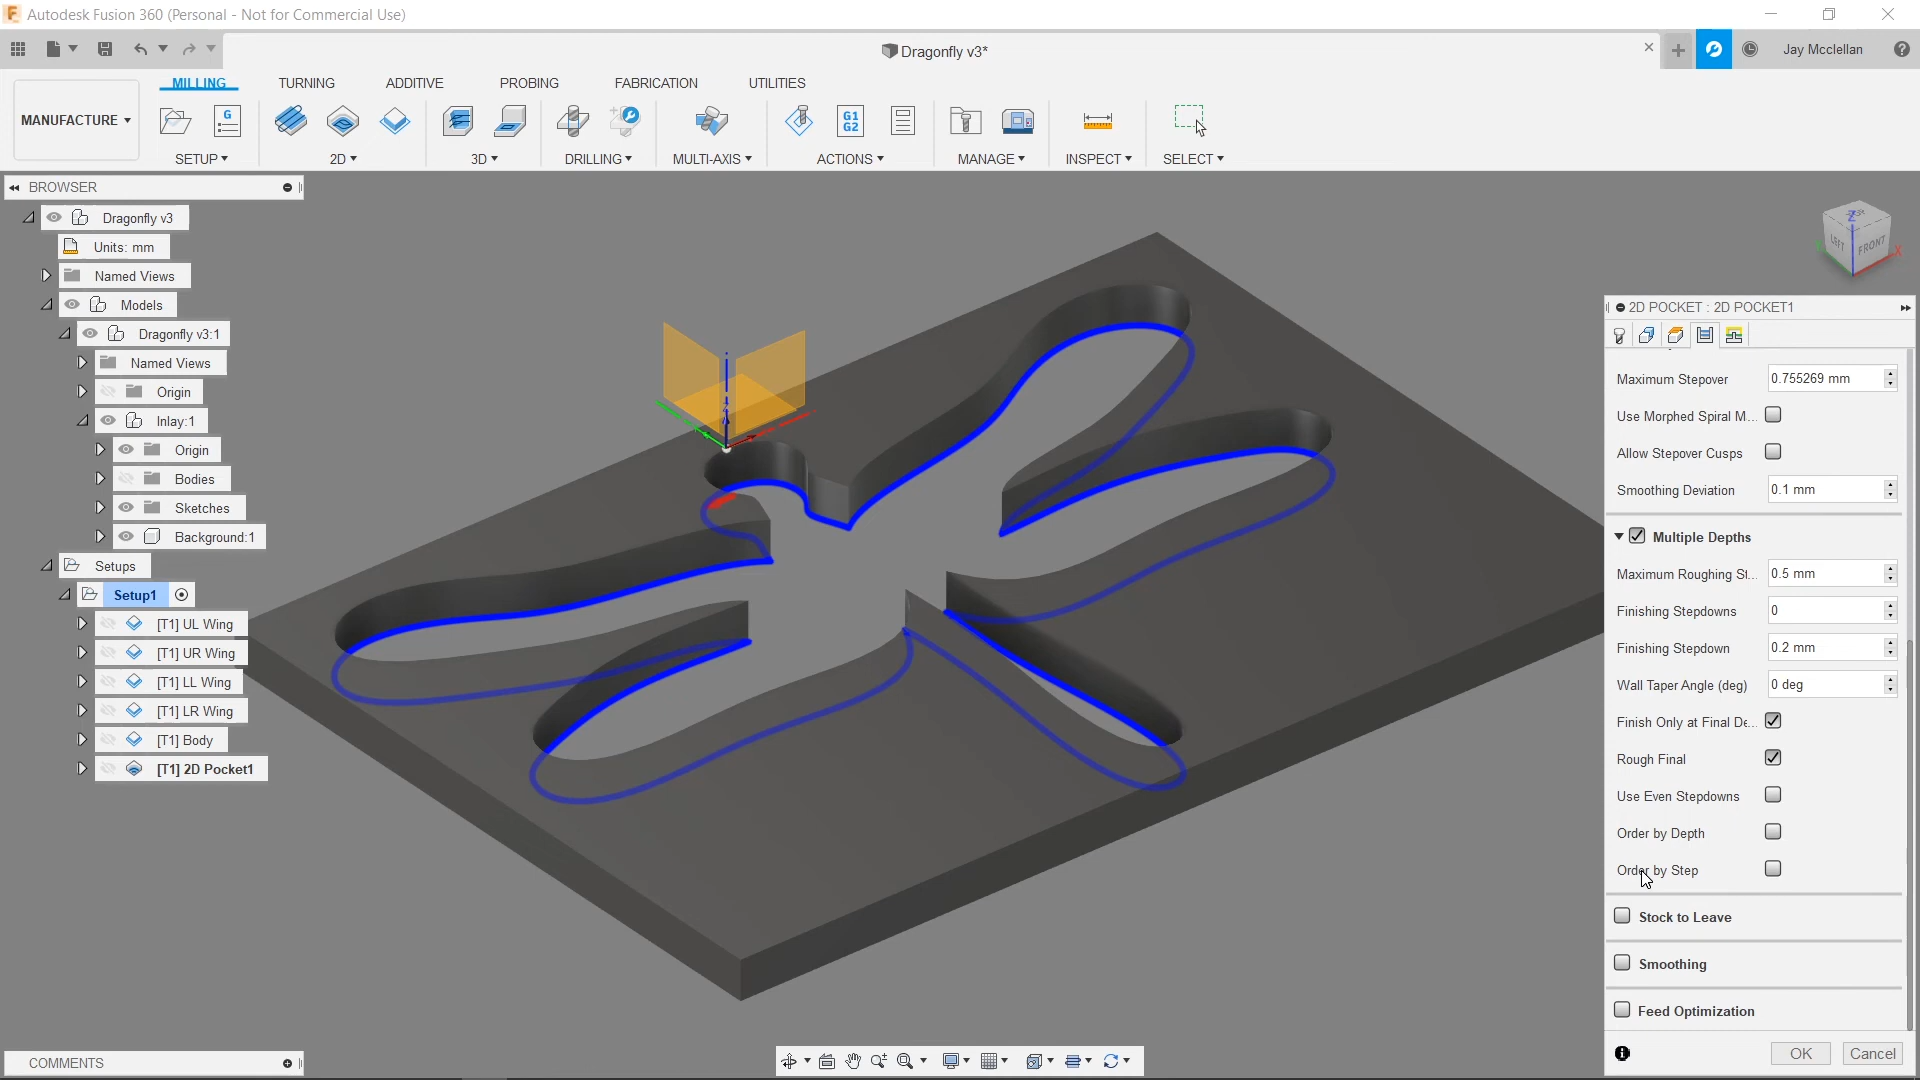 Autodesk Fusion 360 (Personal - Not for Commercial Use)
Dragonfly v3*
Jay Mcclellan
MANUFACTURE
MILLING
TURNING
ADDITIVE
PROBING
FABRICATION
UTILITIES
G
G1
G2
SETUP
2D
3D
DRILLING
MULTI-AXIS
ACTIONS
MANAGE
INSPECT
SELECT
BROWSER
Dragonfly v3
Units: mm
Named Views
Models
Dragonfly v3:1
Named Views
Origin
Inlay:1
Origin
Bodies
Sketches
Background:1
Setups
Setup1
[T1] UL Wing
[T1] UR Wing
[T1] LL Wing
[T1] LR Wing
[T1] Body
[T1] 2D Pocket1
Z
LEFT
FRONT
X
2D POCKET : 2D POCKET1
Maximum Stepover 0.755269 mm
Use Morphed Spiral M...
Allow Stepover Cusps
Smoothing Deviation 0.1 mm
Multiple Depths
Maximum Roughing St... 0.5 mm
Finishing Stepdowns 0
Finishing Stepdown 0.2 mm
Wall Taper Angle (deg) 0 deg
Finish Only at Final De...
Rough Final
Use Even Stepdowns
Order by Depth
Order by Step
Stock to Leave
Smoothing
Feed Optimization
OK
Cancel
COMMENTS